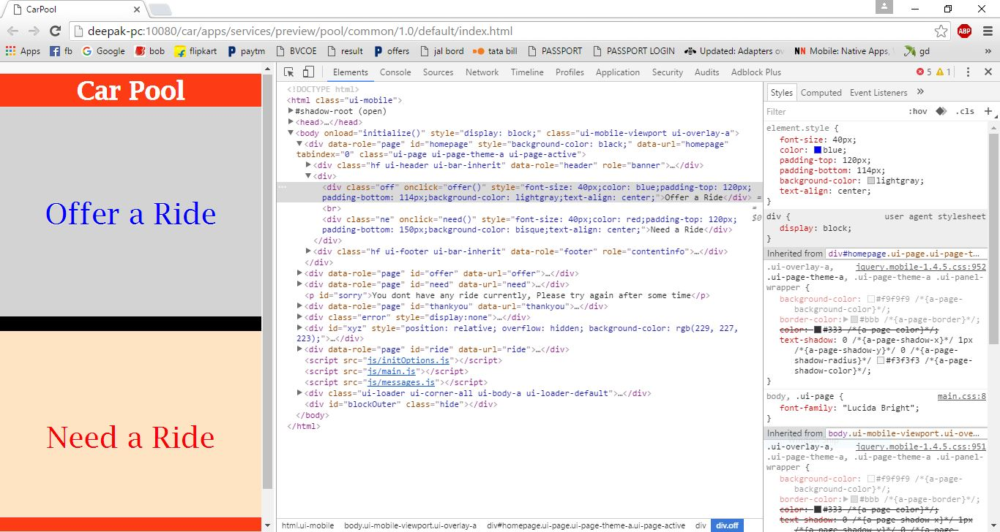 CarPool
deepak-pc:10080/car/apps/services/preview/pool/common/1.0/default/index.html
ABP
Apps fb Google bob flipkart paytm BVCOE result offers jal bord tata bill PASSPORT PASSPORT LOGIN Updated: Adapters ov NN Mobile: Native Apps, gd »
Car Pool
Offer a Ride
Need a Ride
Elements Console Sources Network Timeline Profiles Application Security Audits Adblock Plus 5 1
<!DOCTYPE html>
<html class="ui-mobile">
#shadow-root (open)
<head>…</head>
<body onload="initialize()" style="display: block;" class="ui-mobile-viewport ui-overlay-a">
<div data-role="page" id="homepage" style="background-color: black;" data-url="homepage"
tabindex="0" class="ui-page ui-page-theme-a ui-page-active">
<div class="hf ui-header ui-bar-inherit" data-role="header" role="banner">…</div>
<div>
<div class="off" onclick="offer()" style="font-size: 40px;color: blue;padding-top: 120px;
padding-bottom: 114px;background-color: lightgray;text-align: center;">Offer a Ride</div> =
<br> =
<div class="ne" onclick="need()" style="font-size: 40px;color: red;padding-top: 120px; $0
padding-bottom: 150px;background-color: bisque;text-align: center;">Need a Ride</div>
</div>
<div class="hf ui-footer ui-bar-inherit" data-role="footer" role="contentinfo">…</div>
</div>
<div data-role="page" id="offer" data-url="offer">…</div>
<div data-role="page" id="need" data-url="need">…</div>
<p id="sorry">You dont have any ride currently, Please try again after some time</p>
<div data-role="page" id="thankyou" data-url="thankyou">…</div>
<div class="error" style="display:none">…</div>
<div id="xyz" style="position: relative; overflow: hidden; background-color: rgb(229, 227,
223);">…</div>
<div data-role="page" id="ride" data-url="ride">…</div>
<script src="js/initOptions.js"></script>
<script src="js/main.js"></script>
<script src="js/messages.js"></script>
<div class="ui-loader ui-corner-all ui-body-a ui-loader-default">…</div>
<div id="blockOuter" class="hide"></div>
</body>
</html>
html.ui-mobile body.ui-mobile-viewport.ui-overlay-a div#homepage.ui-page.ui-page-theme-a.ui-page-active div div.off
Styles Computed Event Listeners »
Filter :hov .cls +
element.style {
font-size: 40px;
color: blue;
padding-top: 120px;
padding-bottom: 114px;
background-color: lightgray;
text-align: center;
}
div { user agent stylesheet
display: block;
}
Inherited from div#homepage.ui-page.ui-page-t…
.ui-overlay-a, jquery.mobile-1.4.5.css:952
.ui-page-theme-a, .ui-page-theme-a .ui-panel-
wrapper {
background-color: #f9f9f9 /*{a-page-
background-color}*/;
border-color: #bbb /*{a-page-border}*/;
color: #333 /*{a-page-color}*/;
text-shadow: 0 /*{a-page-shadow-x}*/ 1px
/*{a-page-shadow-y}*/ 0 /*{a-page-
shadow-radius}*/ #f3f3f3 /*{a-page-
shadow-color}*/;
}
body, .ui-page { main.css:8
font-family: "Lucida Bright";
}
Inherited from body.ui-mobile-viewport.ui-ove…
.ui-overlay-a, jquery.mobile-1.4.5.css:951
.ui-page-theme-a, .ui-page-theme-a .ui-panel-
wrapper {
background-color: #f9f9f9 /*{a-page-
background-color}*/;
border-color: #bbb /*{a-page-border}*/;
color: #333 /*{a-page-color}*/;
text-shadow: 0 /*{a-page-shadow-x}*/ 1px
/*{a-page-shadow-y}*/ 0 /*{a-page-